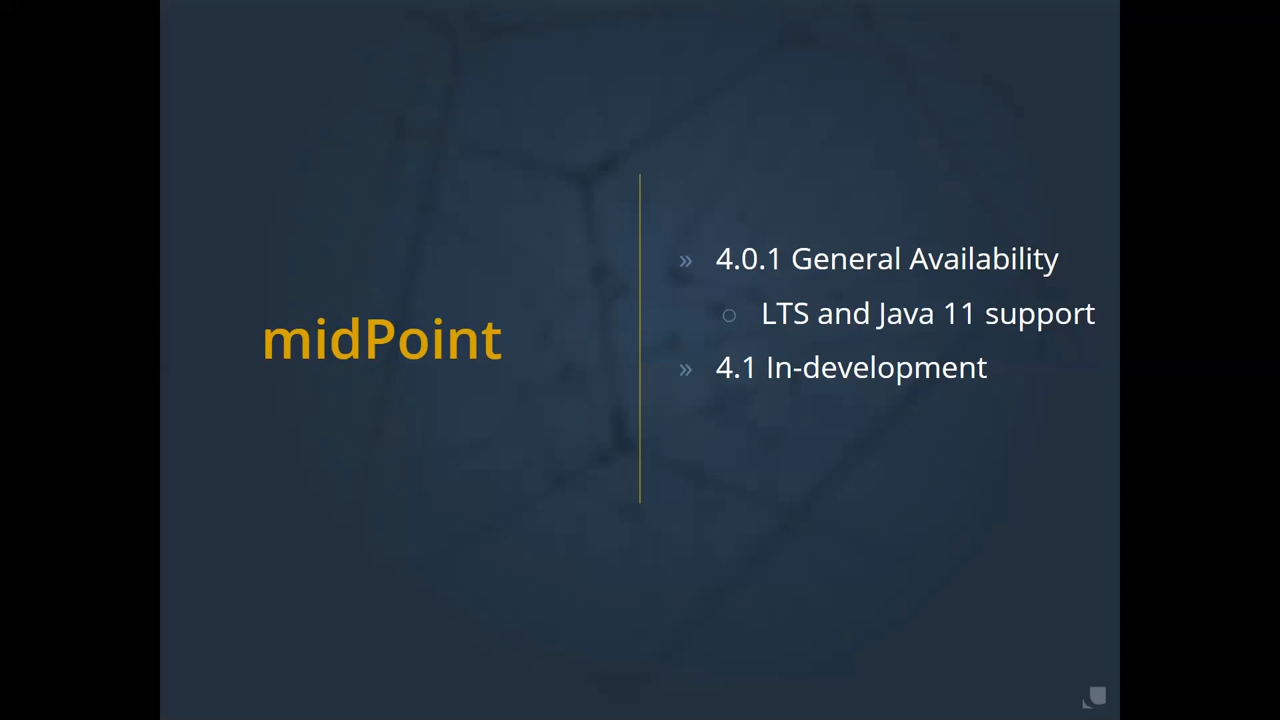 midPoint
» 4.0.1 General Availability
○ LTS and Java 11 support
» 4.1 In-development